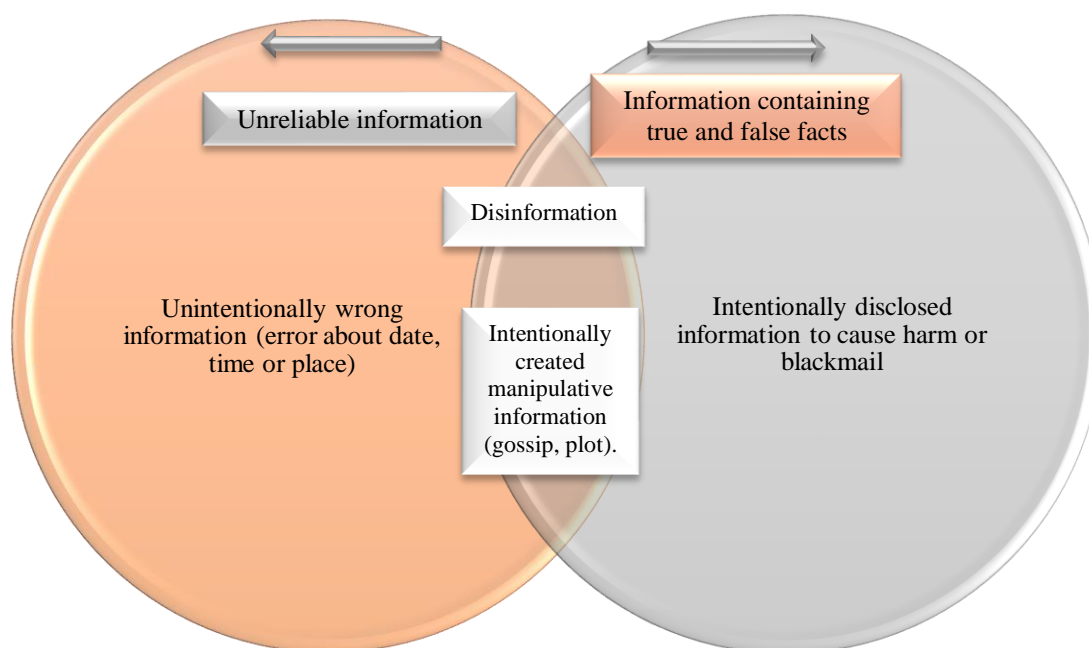 Unreliable information
Information containing
true and false facts
Disinformation
Unintentionally wrong
information (error about date,
time or place)
Intentionally
created
manipulative
information
(gossip, plot).
Intentionally disclosed
information to cause harm or
blackmail